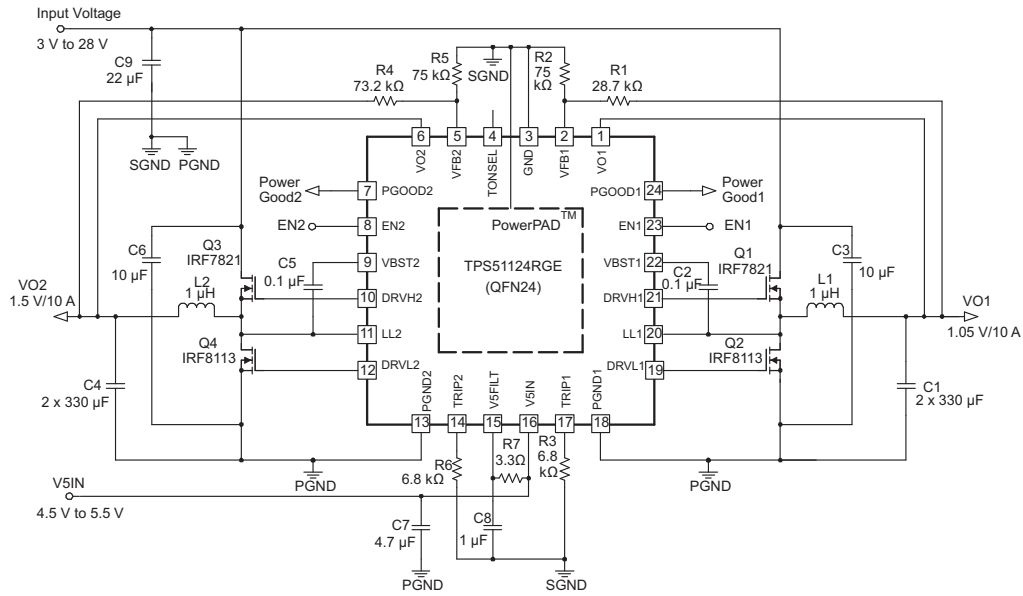 Input Voltage
3 V to 28 V
C9
22 µF
SGND
PGND
R4
73.2 kΩ
R5
75 kΩ
SGND
R2
75
kΩ
R1
28.7 kΩ
6
5
4
3
2
1
VO2
VFB2
TONSEL
GND
VFB1
VO1
Power
Good2
7
PGOOD2
PGOOD1
24
Power
Good1
EN2
8
EN2
EN1
23
EN1
PowerPAD™
TPS51124RGE
(QFN24)
C6
10 µF
Q3
IRF7821
C5
0.1 µF
9
VBST2
VBST1
22
C2
0.1 µF
Q1
IRF7821
C3
10 µF
VO2
1.5 V/10 A
L2
1 µH
10
DRVH2
DRVH1
21
L1
1 µH
VO1
1.05 V/10 A
11
LL2
LL1
20
Q4
IRF8113
12
DRVL2
DRVL1
19
Q2
IRF8113
C4
2 x 330 µF
C1
2 x 330 µF
PGND2
TRIP2
V5FILT
V5IN
TRIP1
PGND1
13
14
15
16
17
18
PGND
R6
6.8 kΩ
R7
3.3Ω
R3
6.8
kΩ
PGND
V5IN
4.5 V to 5.5 V
C7
4.7 µF
C8
1 µF
PGND
SGND